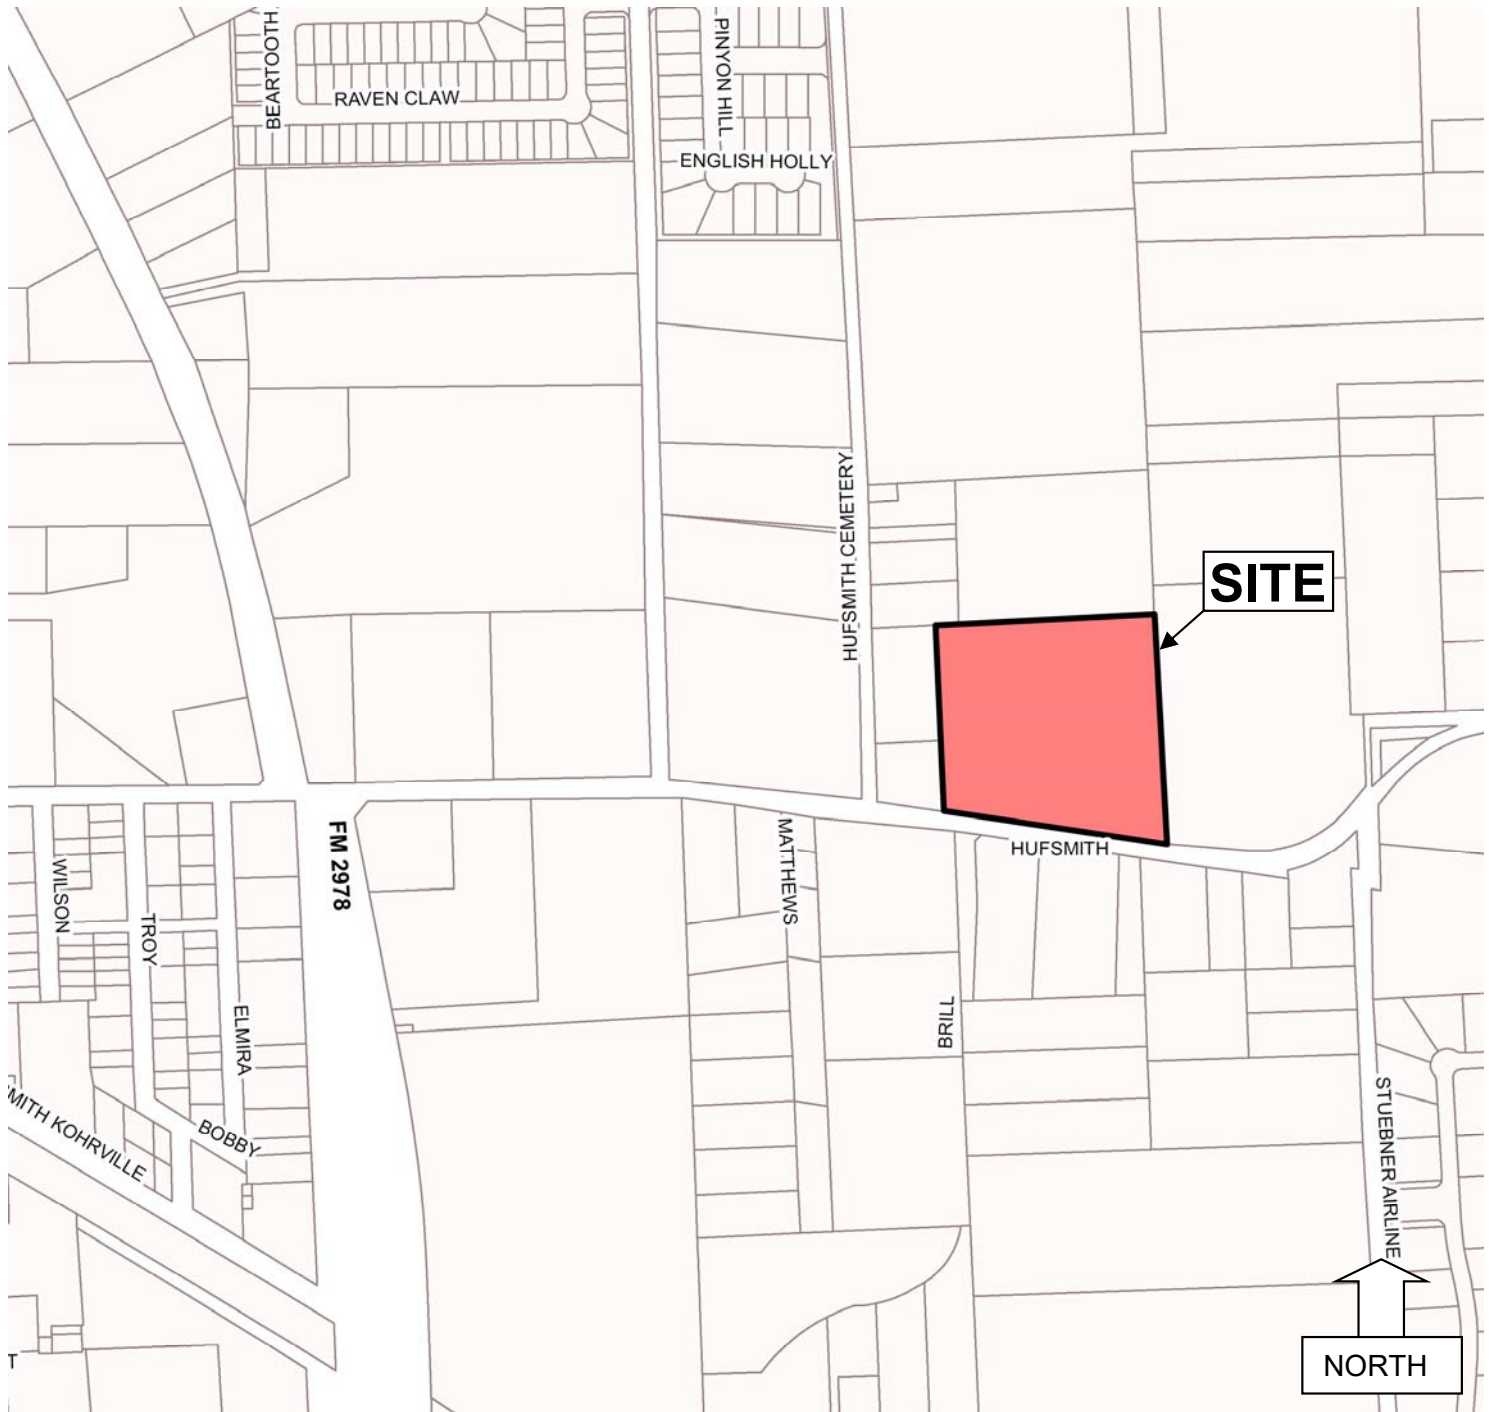 BEARTOOTH
PINYON HILL
RAVEN CLAW
ENGLISH HOLLY
HUFSMITH CEMETERY
SITE
HUFSMITH
FM 2978
MATTHEWS
WILSON
TROY
BRILL
ELMIRA
STUEBNER AIRLINE
MITH KOHRVILLE
BOBBY
T
NORTH